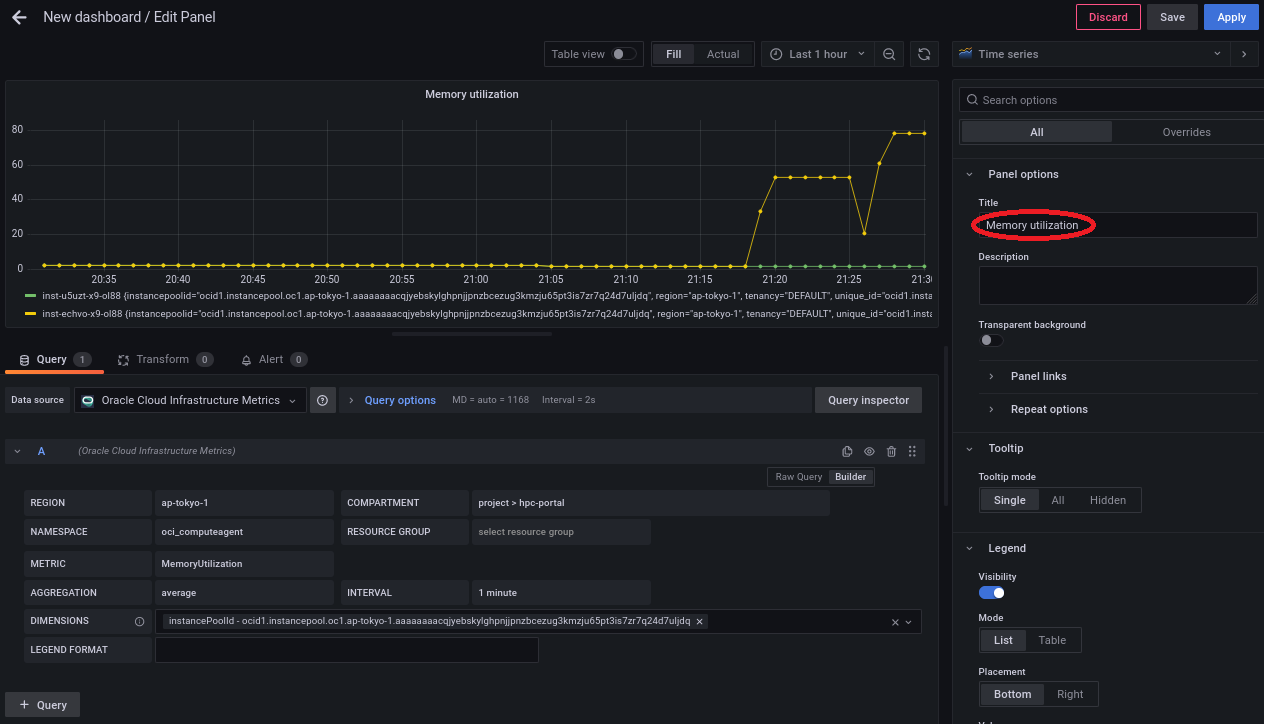 New dashboard / Edit Panel
Discard Save Apply
Table view Fill Actual Last 1 hour Time series
Memory utilization
80
60
40
20
0
20:35 20:40 20:45 20:50 20:55 21:00 21:05 21:10 21:15 21:20 21:25 21:30
inst-u5uzt-x9-ol88 {instancepoolid="ocid1.instancepool.oc1.ap-tokyo-1.aaaaaaaacqjyebskylghpnjjpnzbcezug3kmzju65pt3is7zr7q24d7uljdq", region="ap-tokyo-1", tenancy="DEFAULT", unique_id="ocid1.insta
inst-echvo-x9-ol88 {instancepoolid="ocid1.instancepool.oc1.ap-tokyo-1.aaaaaaaacqjyebskylghpnjjpnzbcezug3kmzju65pt3is7zr7q24d7uljdq", region="ap-tokyo-1", tenancy="DEFAULT", unique_id="ocid1.insta
Query 1 Transform 0 Alert 0
Data source Oracle Cloud Infrastructure Metrics Query options MD = auto = 1168 Interval = 2s Query inspector
A (Oracle Cloud Infrastructure Metrics)
Raw Query Builder
REGION ap-tokyo-1 COMPARTMENT project > hpc-portal
NAMESPACE oci_computeagent RESOURCE GROUP select resource group
METRIC MemoryUtilization
AGGREGATION average INTERVAL 1 minute
DIMENSIONS instancePoolId - ocid1.instancepool.oc1.ap-tokyo-1.aaaaaaaacqjyebskylghpnjjpnzbcezug3kmzju65pt3is7zr7q24d7uljdq
LEGEND FORMAT
+ Query
Search options
All Overrides
Panel options
Title
Memory utilization
Description
Transparent background
Panel links
Repeat options
Tooltip
Tooltip mode
Single All Hidden
Legend
Visibility
Mode
List Table
Placement
Bottom Right